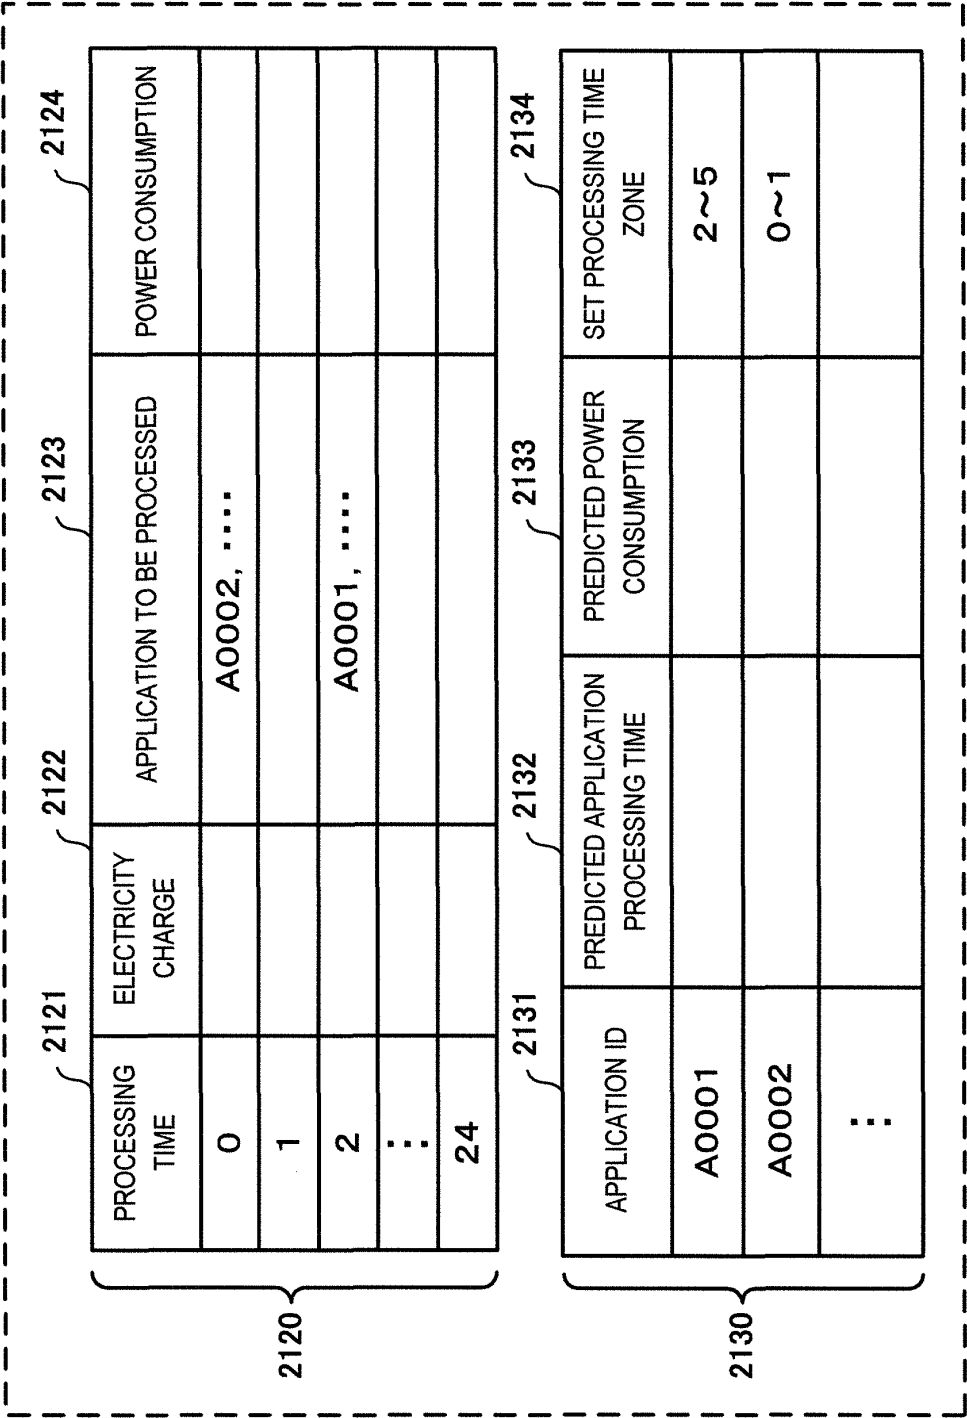 2121 2122 2123 2124
PROCESSING ELECTRICITY APPLICATION TO BE PROCESSED POWER CONSUMPTION
TIME CHARGE
0 A0002, ....
1
2 A0001, ....
⋮
24
2120
2131 2132 2133 2134
APPLICATION ID PREDICTED APPLICATION PREDICTED POWER SET PROCESSING TIME
PROCESSING TIME CONSUMPTION ZONE
A0001 2~5
A0002 0~1
⋮
2130